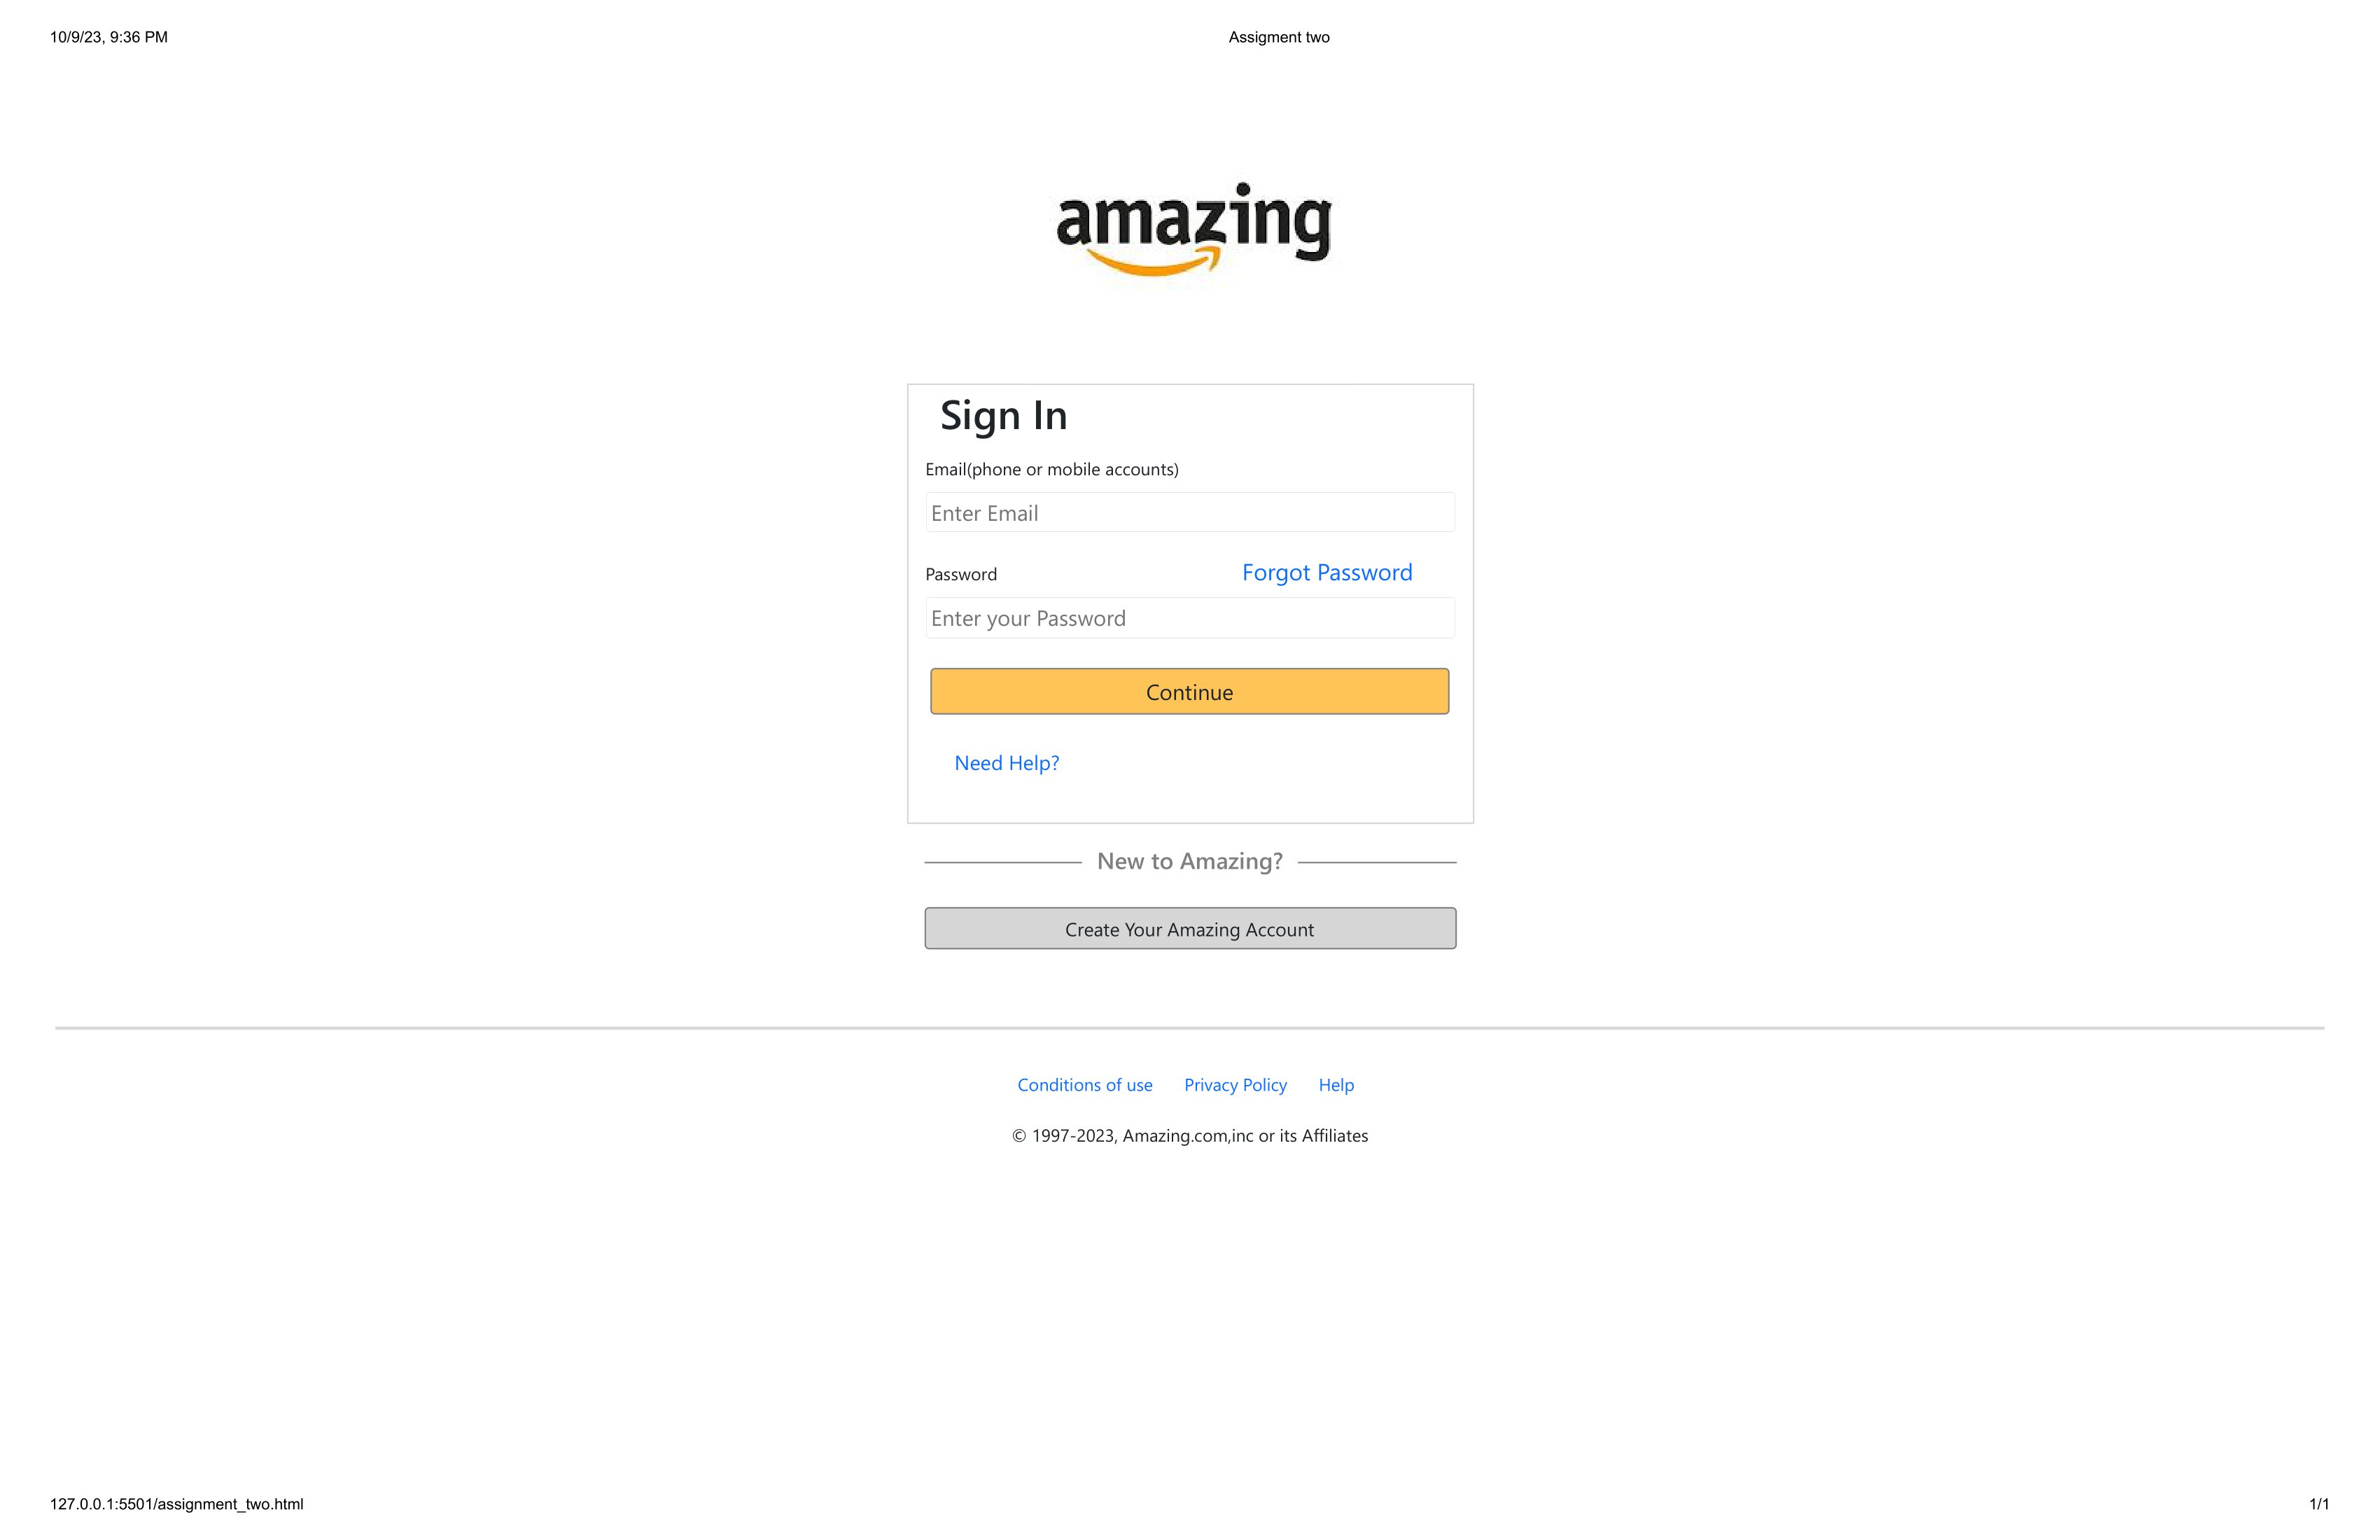 10/9/23, 9:36 PM Assigment two
amazing
Sign In
Email(phone or mobile accounts)
Enter Email
Password Forgot Password
Enter your Password
Continue
Need Help?
New to Amazing?
Create Your Amazing Account
Conditions of use Privacy Policy Help
© 1997-2023, Amazing.com,inc or its Affiliates
127.0.0.1:5501/assignment_two.html 1/1